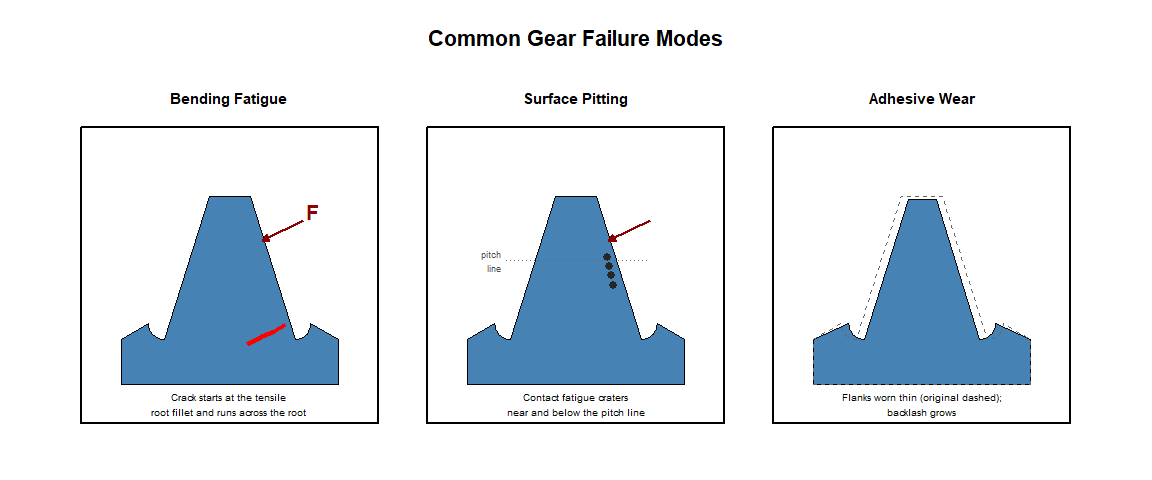 Common Gear Failure Modes
Bending Fatigue
F
Crack starts at the tensile
root fillet and runs across the root
Surface Pitting
pitch
line
Contact fatigue craters
near and below the pitch line
Adhesive Wear
Flanks worn thin (original dashed);
backlash grows